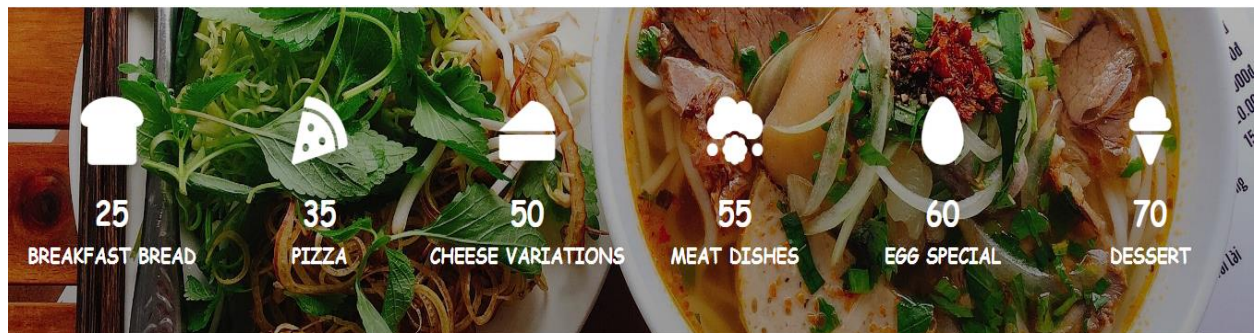 25
BREAKFAST BREAD
35
PIZZA
50
CHEESE VARIATIONS
55
MEAT DISHES
60
EGG SPECIAL
70
DESSERT